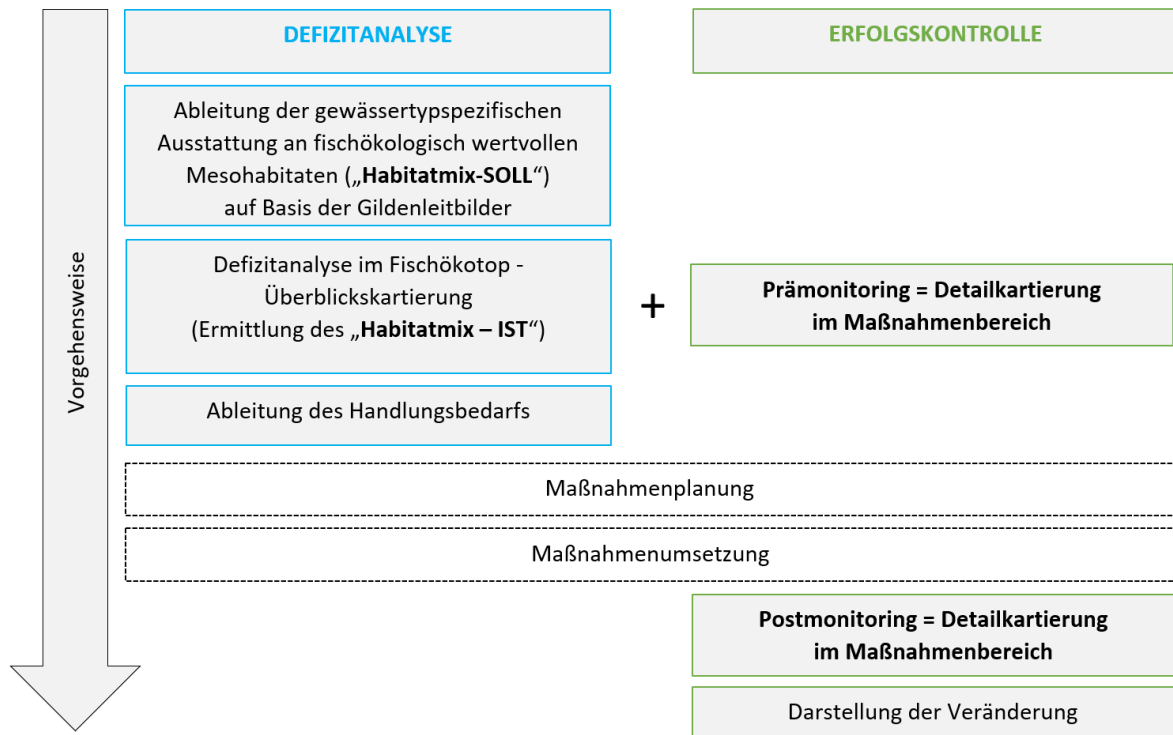 DEFIZITANALYSE
ERFOLGSKONTROLLE
Vorgehensweise
Ableitung der gewässertypspezifischen
Ausstattung an fischökologisch wertvollen
Mesohabitaten („Habitatmix-SOLL“)
auf Basis der Gildenleitbilder
Defizitanalyse im Fischökotop -
Überblickskartierung
(Ermittlung des „Habitatmix – IST“)
+
Prämonitoring = Detailkartierung
im Maßnahmenbereich
Ableitung des Handlungsbedarfs
Maßnahmenplanung
Maßnahmenumsetzung
Postmonitoring = Detailkartierung
im Maßnahmenbereich
Darstellung der Veränderung